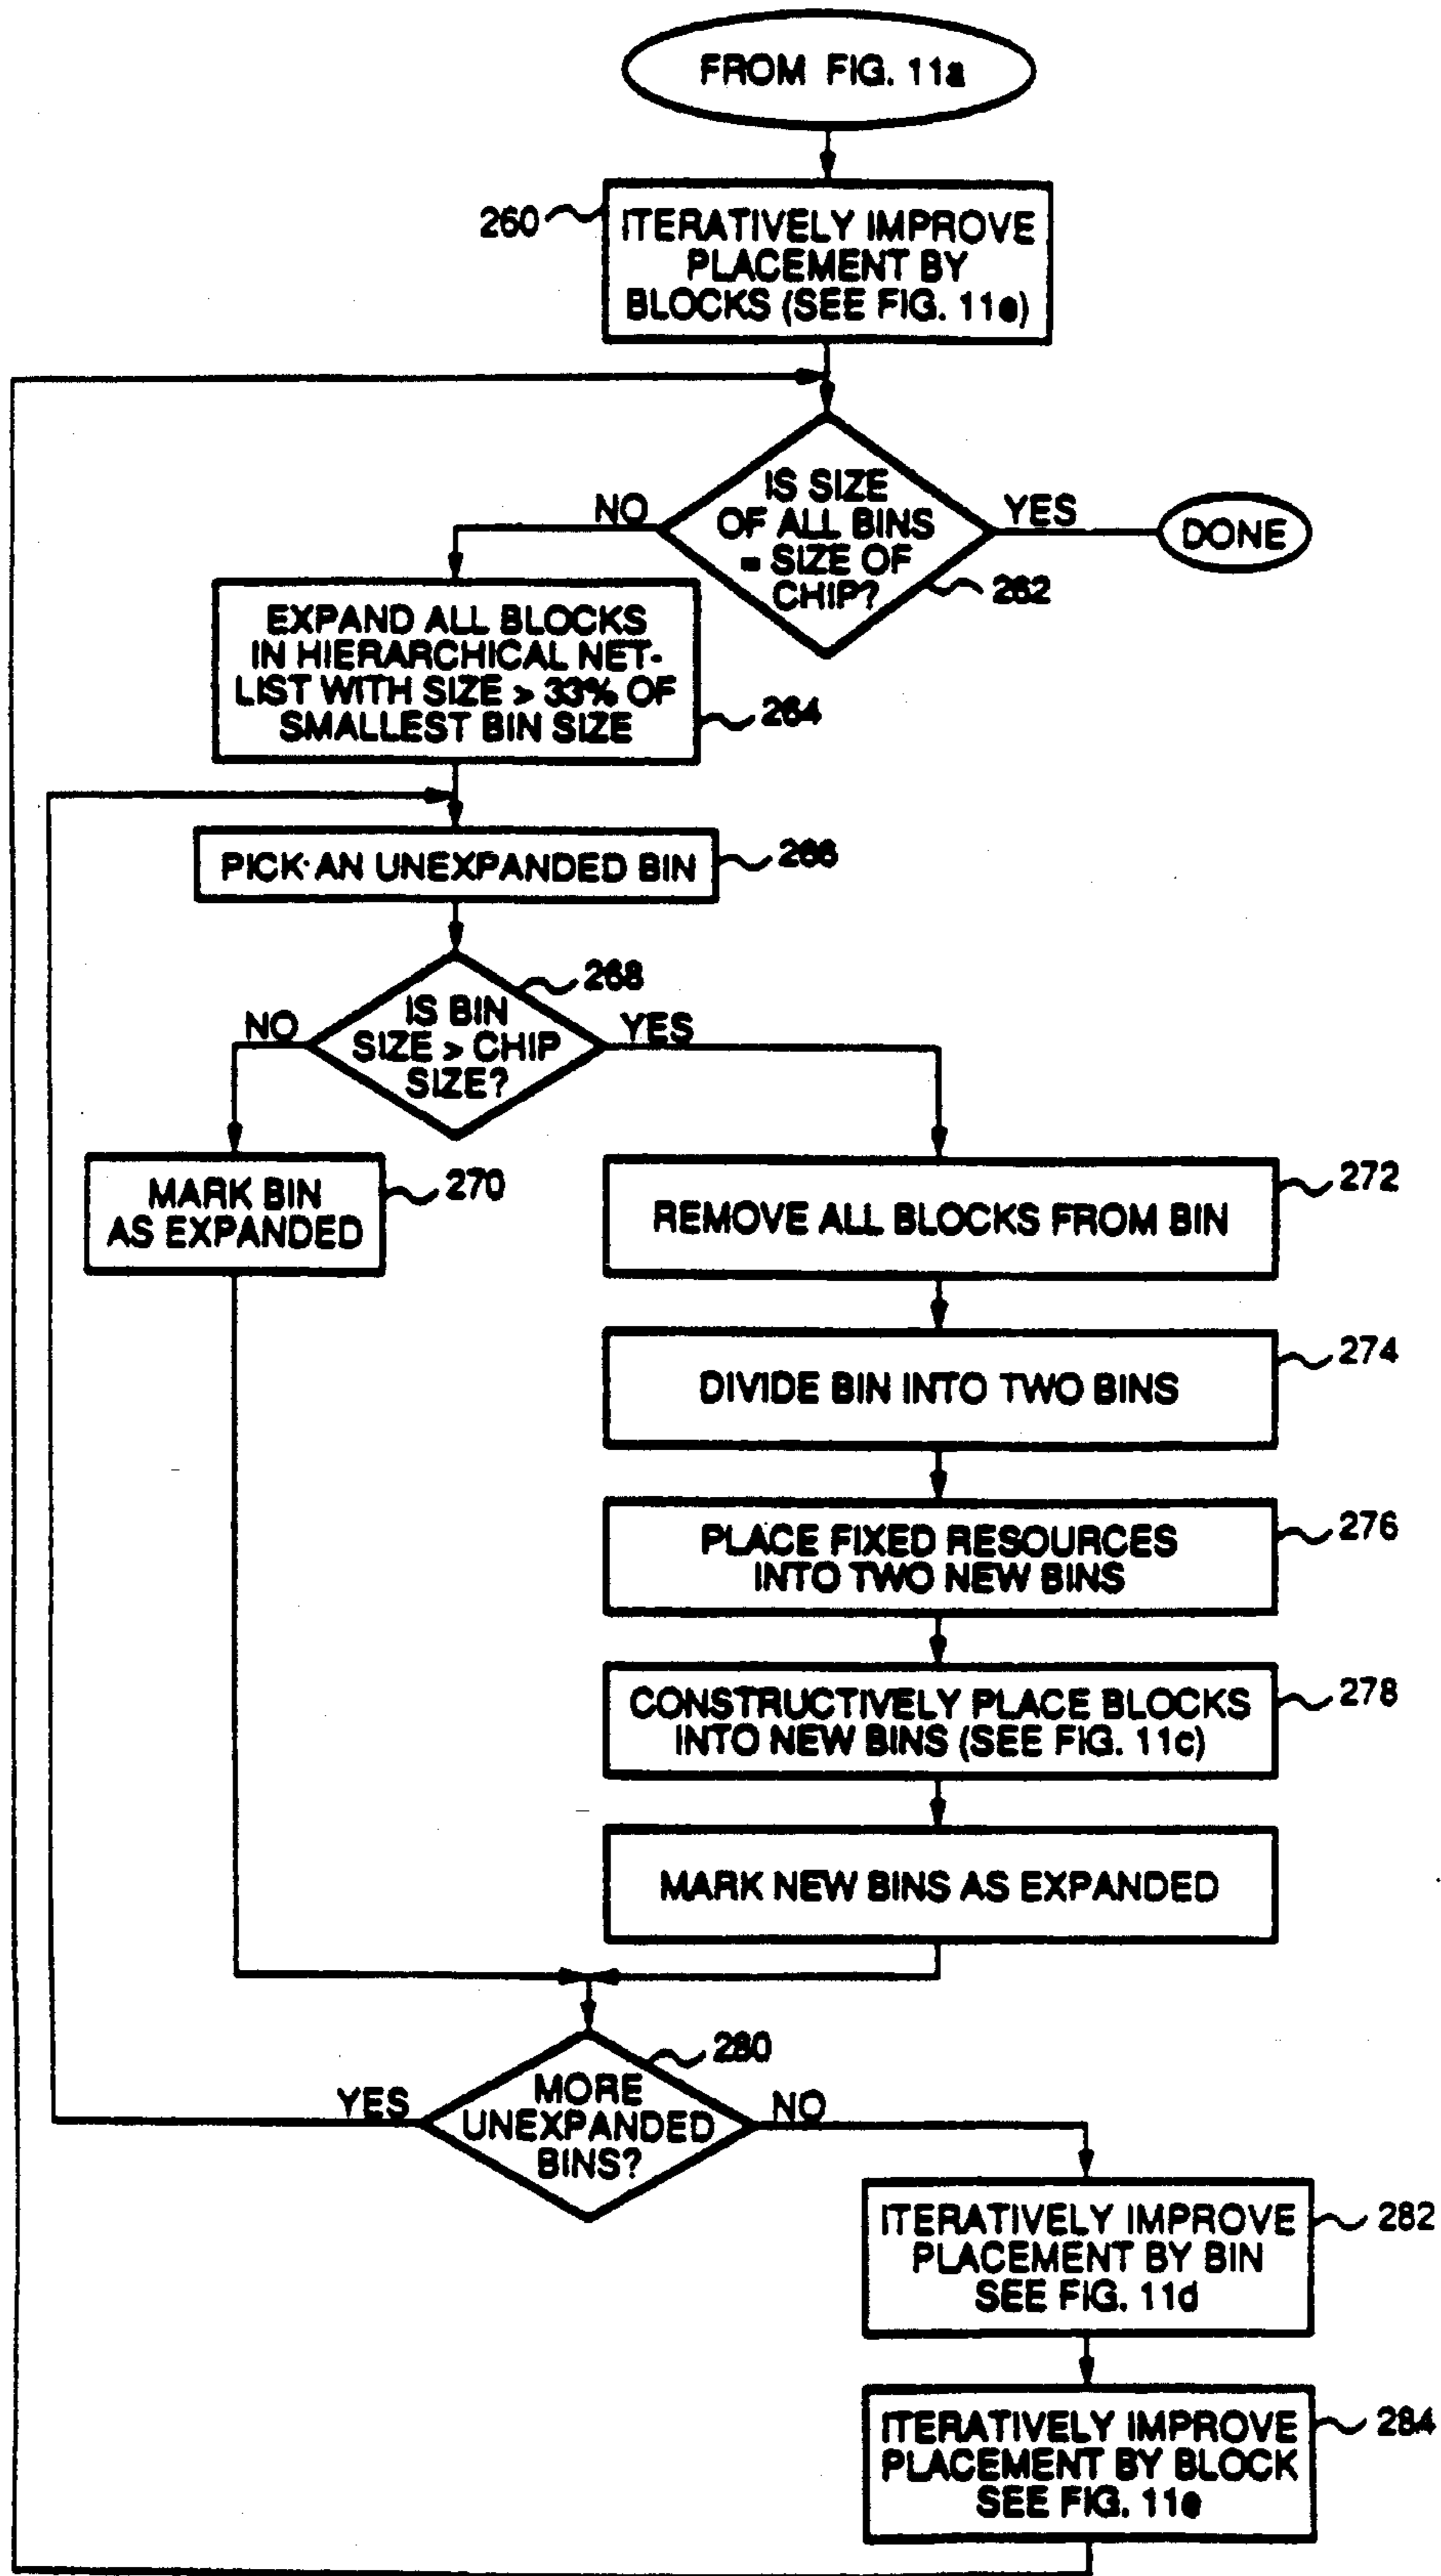 FROM FIG. 11a
260
ITERATIVELY IMPROVE
PLACEMENT BY
BLOCKS (SEE FIG. 11e)
IS SIZE
OF ALL BINS
= SIZE OF
CHIP?
NO
YES
DONE
262
EXPAND ALL BLOCKS
IN HIERARCHICAL NET-
LIST WITH SIZE > 33% OF
SMALLEST BIN SIZE
264
PICK AN UNEXPANDED BIN
266
268
IS BIN
SIZE > CHIP
SIZE?
NO
YES
MARK BIN
AS EXPANDED
270
REMOVE ALL BLOCKS FROM BIN
272
DIVIDE BIN INTO TWO BINS
274
PLACE FIXED RESOURCES
INTO TWO NEW BINS
276
CONSTRUCTIVELY PLACE BLOCKS
INTO NEW BINS (SEE FIG. 11c)
278
MARK NEW BINS AS EXPANDED
280
MORE
UNEXPANDED
BINS?
YES
NO
ITERATIVELY IMPROVE
PLACEMENT BY BIN
SEE FIG. 11d
282
ITERATIVELY IMPROVE
PLACEMENT BY BLOCK
SEE FIG. 11e
284